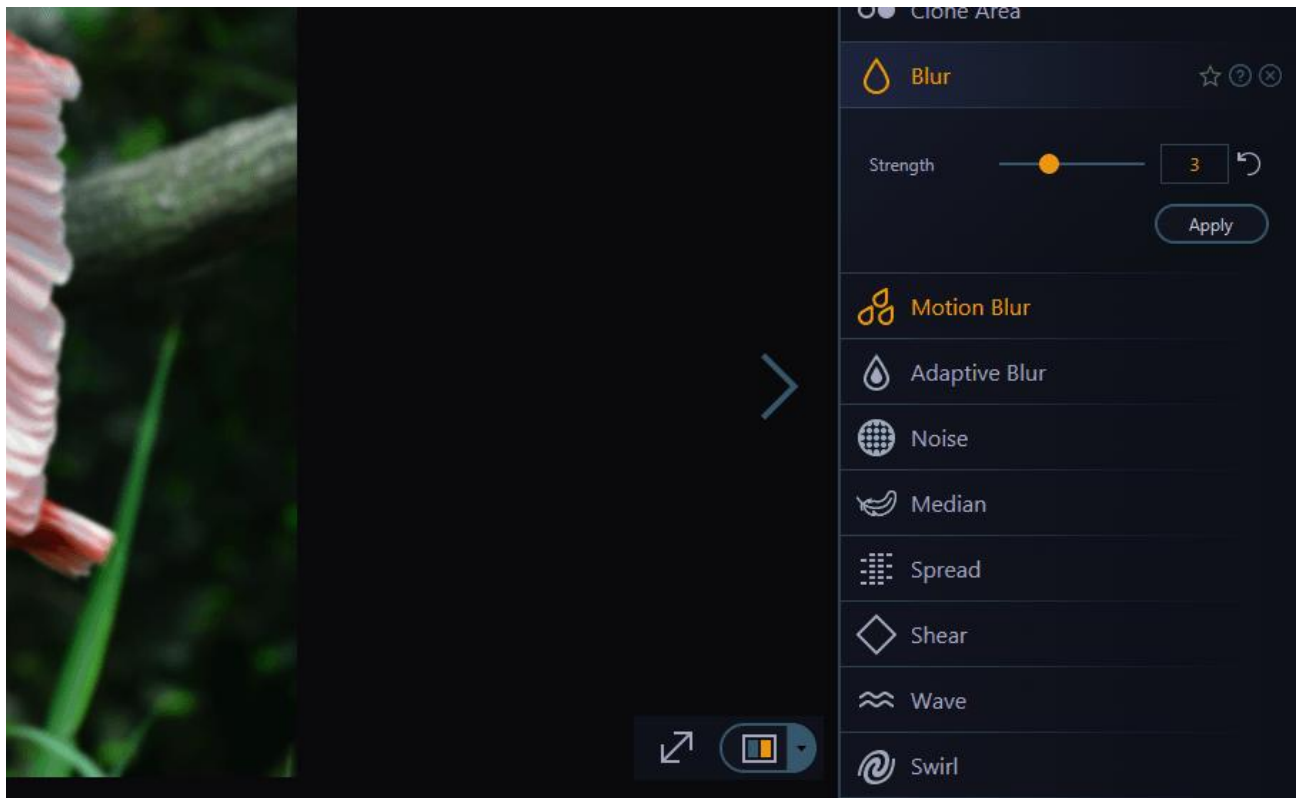 Clone Area
Blur
Strength
3
Apply
Motion Blur
Adaptive Blur
Noise
Median
Spread
Shear
Wave
Swirl